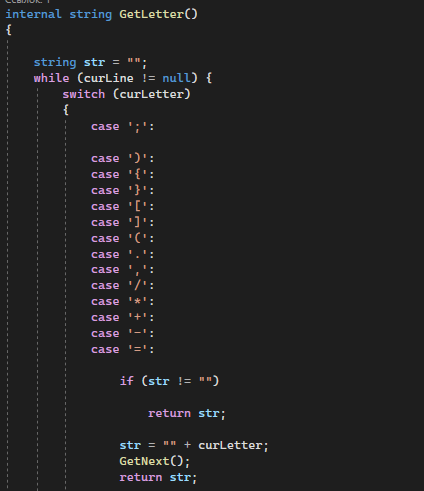 internal string GetLetter()
{
string str = "";
while (curLine != null) {
switch (curLetter)
{
case ';':
case ')':
case '{':
case '}':
case '[':
case ']':
case '(':
case '.':
case ',':
case '/':
case '*':
case '+':
case '-':
case '=':
if (str != "")
return str;
str = "" + curLetter;
GetNext();
return str;